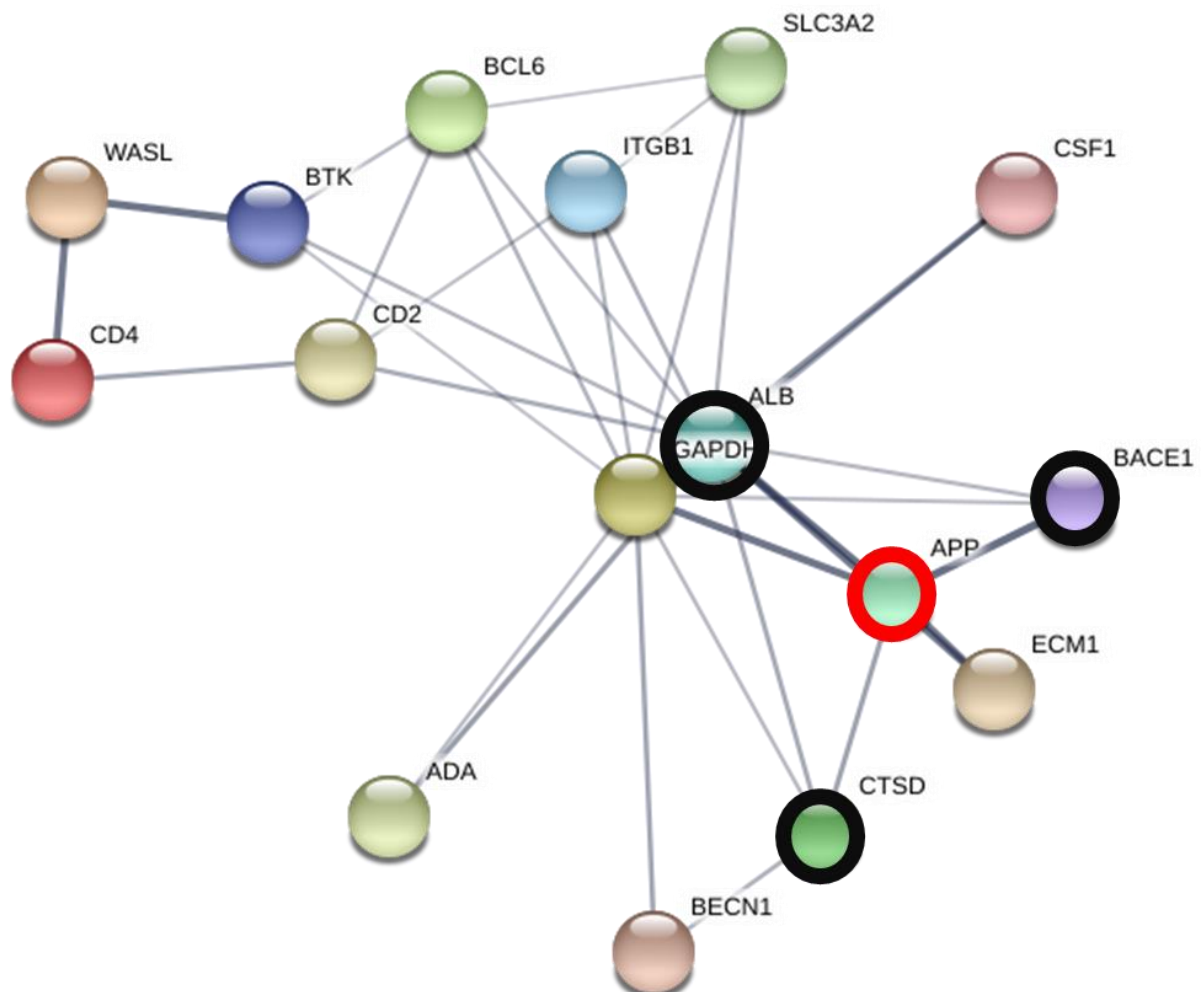 SLC3A2
BCL6
ITGB1
CSF1
WASL
BTK
CD2
CD4
ALB
GAPDH
BACE1
APP
ECM1
ADA
CTSD
BECN1